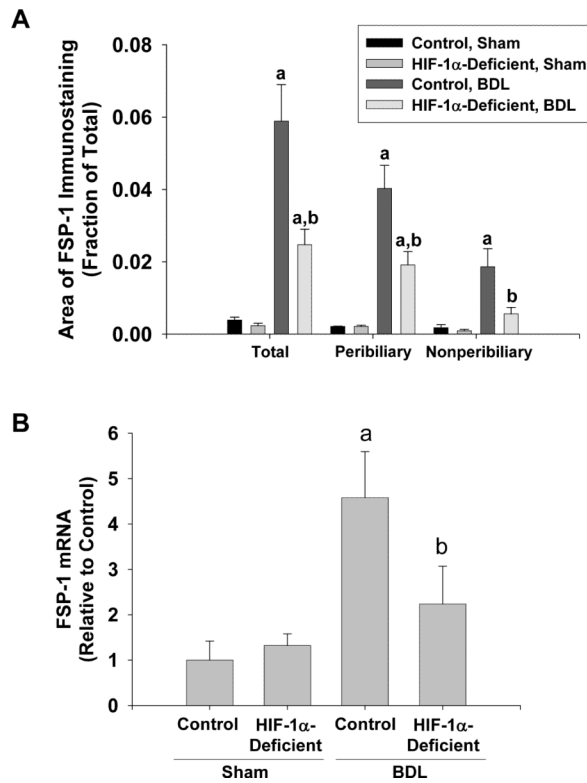 A
Control, Sham
HIF-1α-Deficient, Sham
Control, BDL
HIF-1α-Deficient, BDL
Area of FSP-1 Immunostaining
(Fraction of Total)
0.08
0.06
0.04
0.02
0.00
a
a,b
a
a,b
a
b
Total Peribiliary Nonperibiliary
B
FSP-1 mRNA
(Relative to Control)
6
5
4
3
2
1
0
a
b
Control HIF-1α- Control HIF-1α-
Deficient Deficient
Sham BDL